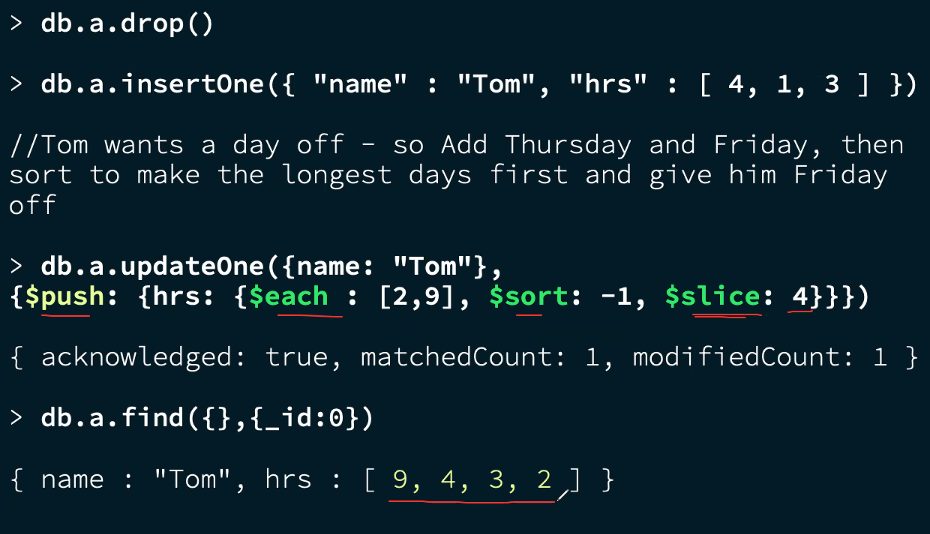 > db.a.drop()
> db.a.insertOne({ "name" : "Tom", "hrs" : [ 4, 1, 3 ] })
//Tom wants a day off - so Add Thursday and Friday, then
sort to make the longest days first and give him Friday
off
> db.a.updateOne({name: "Tom"},
{$push: {hrs: {$each : [2,9], $sort: -1, $slice: 4}}})
{ acknowledged: true, matchedCount: 1, modifiedCount: 1 }
> db.a.find({},{_id:0})
{ name : "Tom", hrs : [ 9, 4, 3, 2 ] }